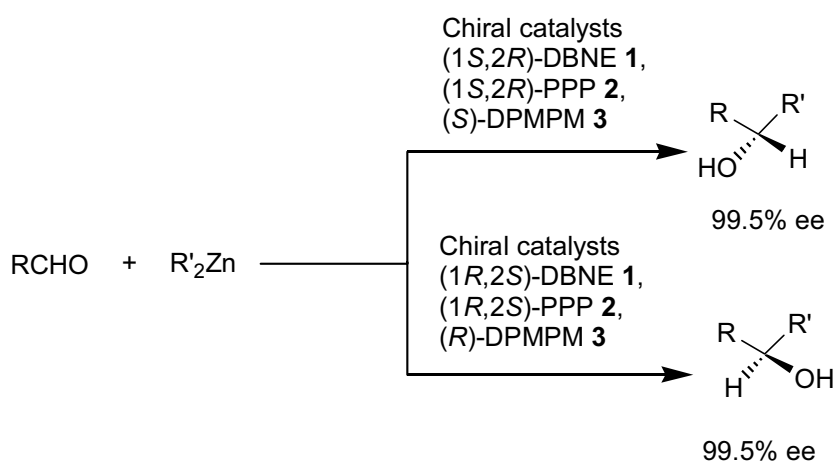 Chiral catalysts
(1S,2R)-DBNE 1,
(1S,2R)-PPP 2,
(S)-DPMPM 3
R R'
HO H
99.5% ee
RCHO + R'2Zn
Chiral catalysts
(1R,2S)-DBNE 1,
(1R,2S)-PPP 2,
(R)-DPMPM 3
R R'
H OH
99.5% ee